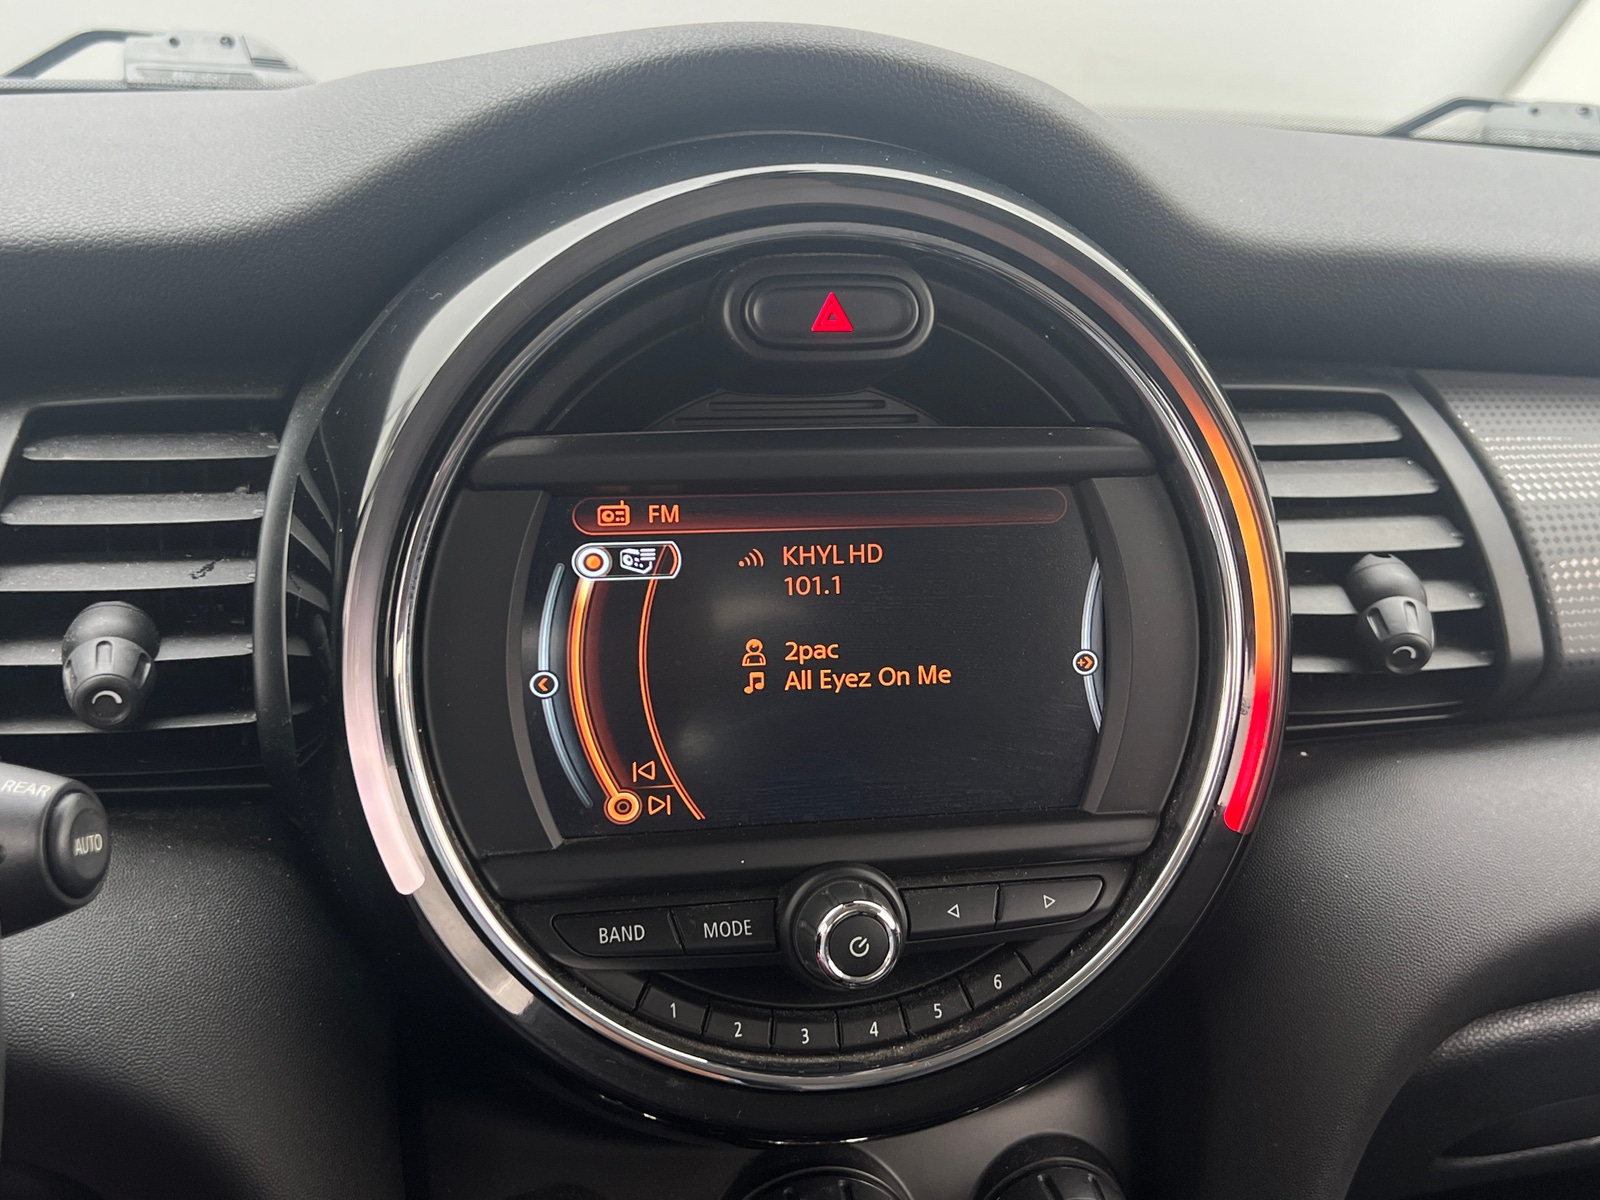 FM
KHYL HD
101.1
2pac
All Eyez On Me
REAR
AUTO
BAND
MODE
1
2
3
4
5
6